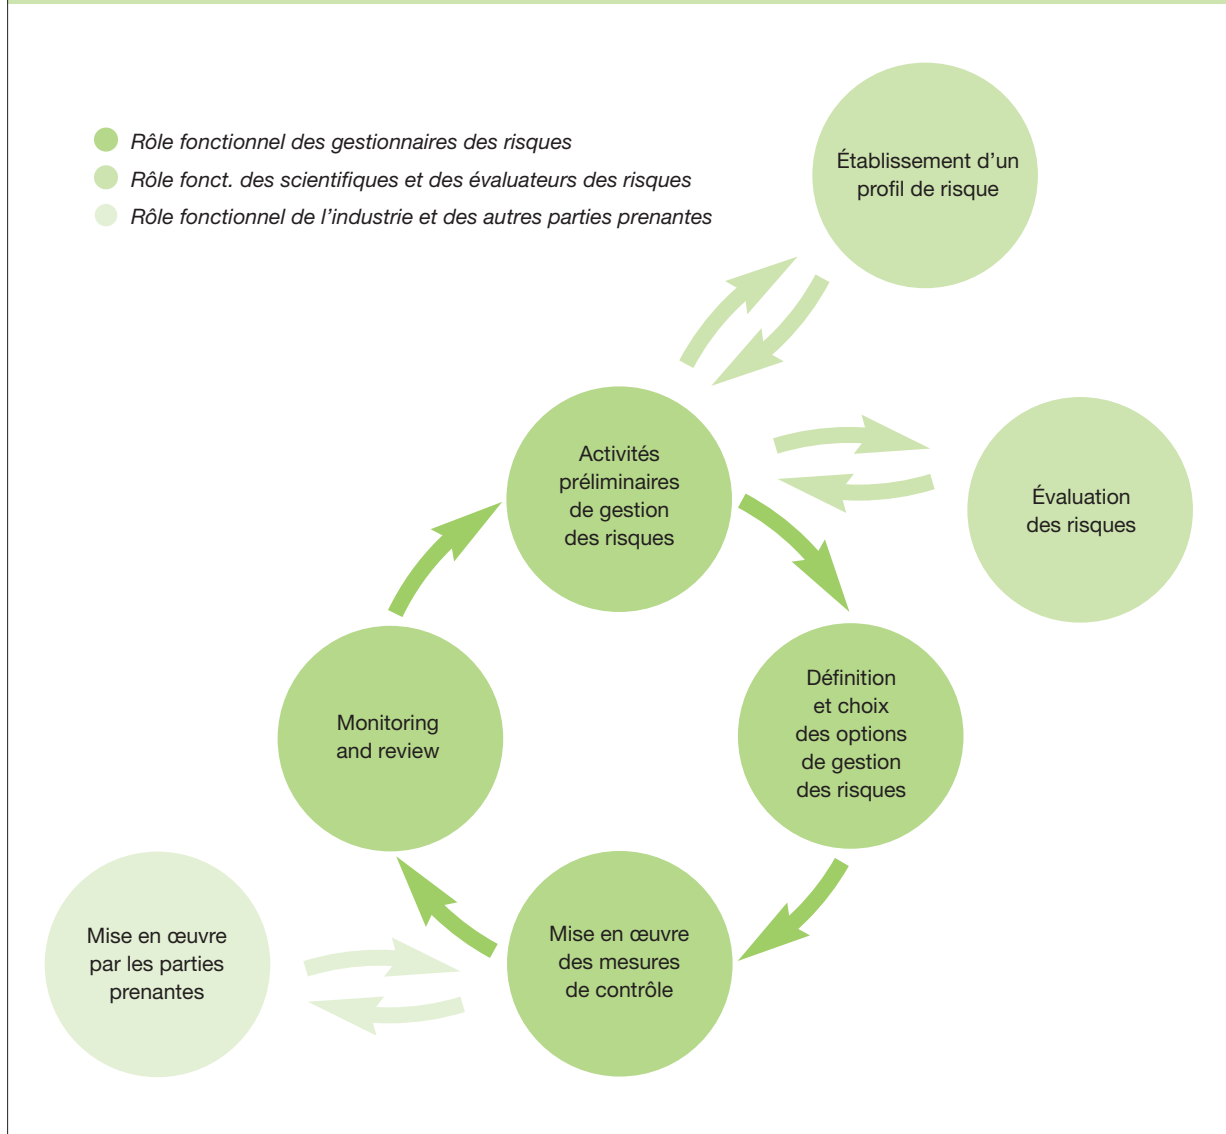 Rôle fonctionnel des gestionnaires des risques
Rôle fonct. des scientifiques et des évaluateurs des risques
Rôle fonctionnel de l’industrie et des autres parties prenantes
Établissement d’un
profil de risque
Activités
préliminaires
de gestion
des risques
Évaluation
des risques
Définition
et choix
des options
de gestion
des risques
Monitoring
and review
Mise en œuvre
des mesures
de contrôle
Mise en œuvre
par les parties
prenantes